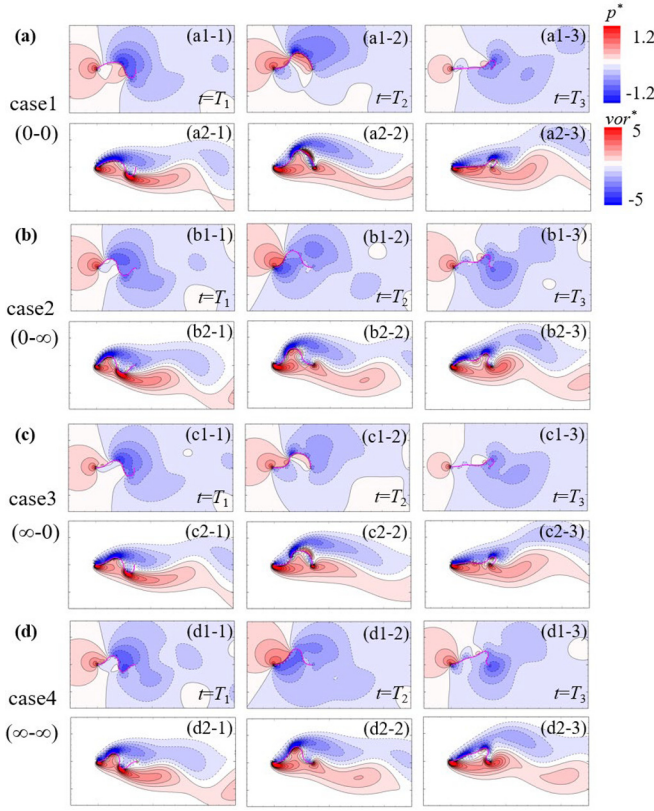 (a) (a1-1) (a1-2) (a1-3) p*
1.2
-1.2
case1 t=T₁ t=T₂ t=T₃
vor*
(0-0) (a2-1) (a2-2) (a2-3) 5
-5
(b) (b1-1) (b1-2) (b1-3)
case2 t=T₁ t=T₂ t=T₃
(0-∞) (b2-1) (b2-2) (b2-3)
(c) (c1-1) (c1-2) (c1-3)
case3 t=T₁ t=T₂ t=T₃
(∞-0) (c2-1) (c2-2) (c2-3)
(d) (d1-1) (d1-2) (d1-3)
case4 t=T₁ t=T₂ t=T₃
(∞-∞) (d2-1) (d2-2) (d2-3)